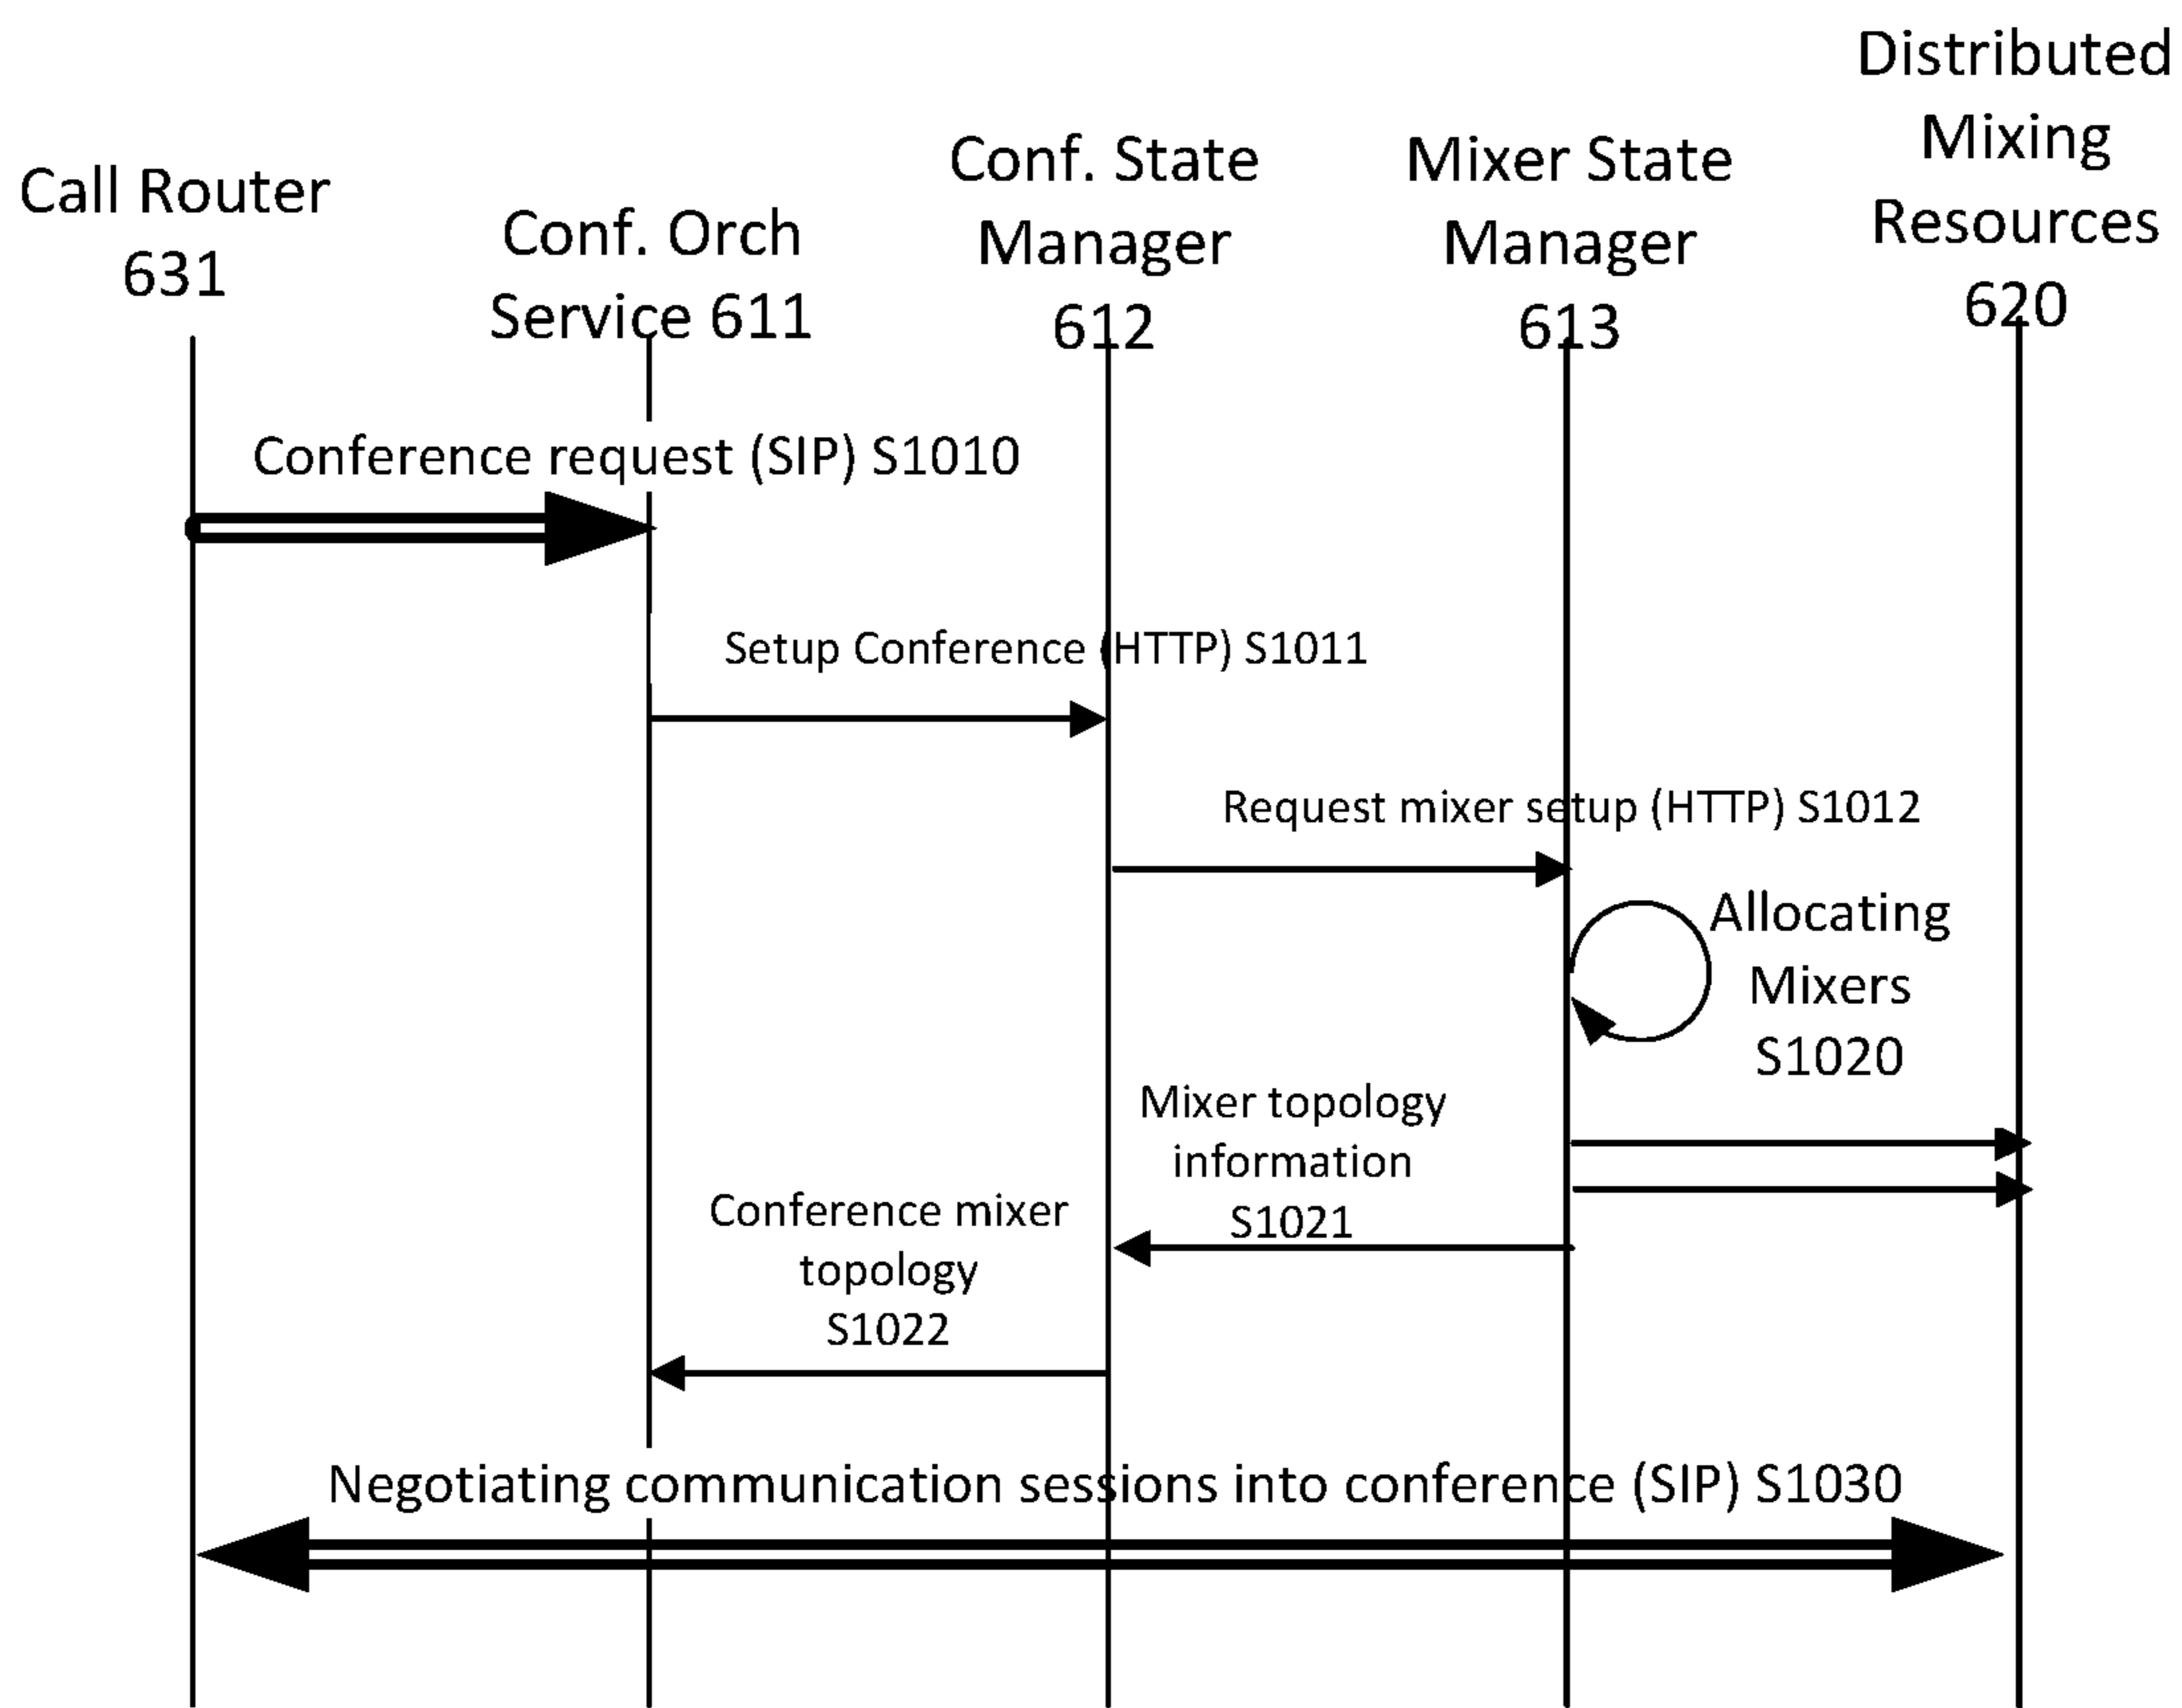 Call Router
631
Conf. Orch
Service 611
Conf. State
Manager
612
Mixer State
Manager
613
Distributed
Mixing
Resources
620
Conference request (SIP) S1010
Setup Conference (HTTP) S1011
Request mixer setup (HTTP) S1012
Allocating
Mixers
S1020
Mixer topology
information
S1021
Conference mixer
topology
S1022
Negotiating communication sessions into conference (SIP) S1030